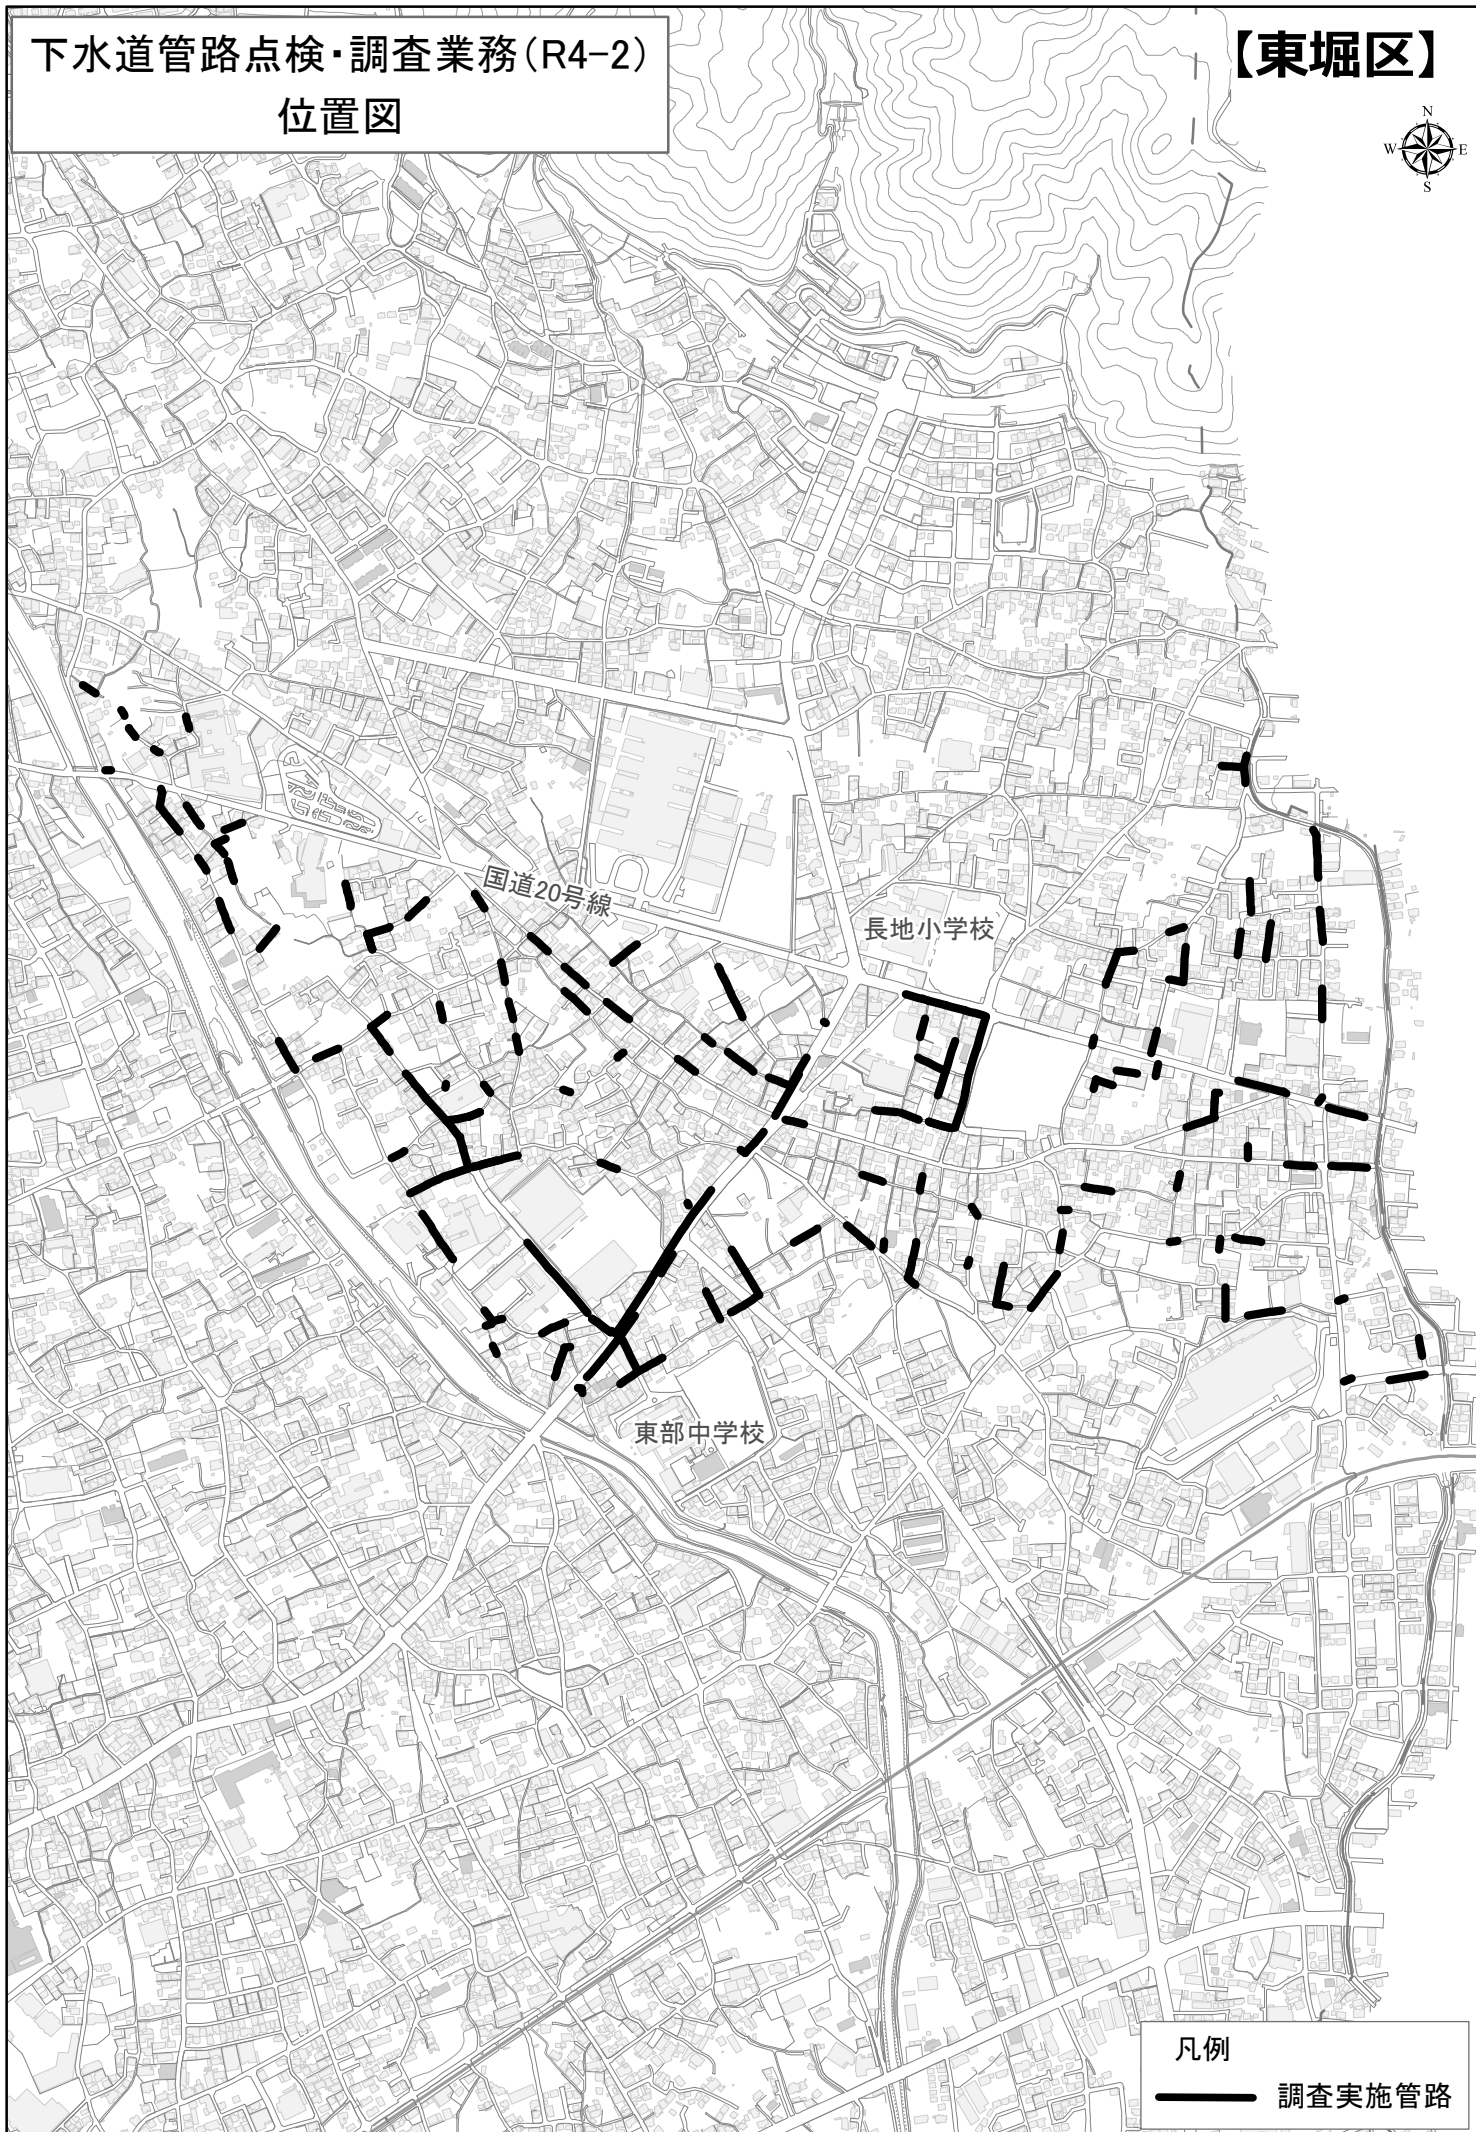 下水道管路点検・調査業務(R4-2)
位置図
【東堀区】
N
W E
S
国道20号線
長地小学校
東部中学校
凡例
調査実施管路